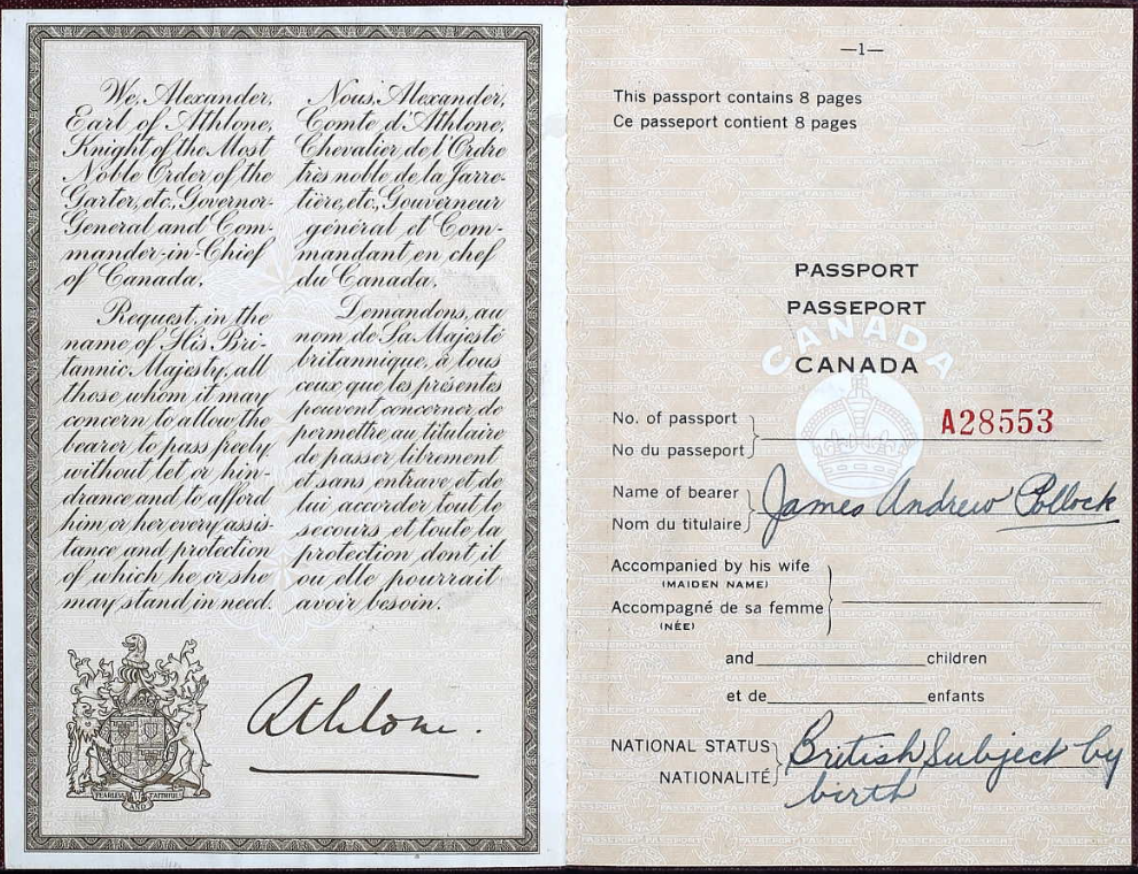 We, Alexander,
Earl of Athlone,
Knight of the Most
Noble Order of the
Garter, etc., Governor-
General and Com-
mander-in-Chief
of Canada,
Request, in the
name of His Bri-
tannic Majesty, all
those whom it may
concern to allow the
bearer to pass freely
without let or hin-
drance and to afford
him or her every assis-
tance and protection
of which he or she
may stand in need.
Nous, Alexander,
Comte d'Athlone,
Chevalier de l'Ordre
très noble de la Jarre-
tière, etc., Gouverneur
général et Com-
mandant en chef
du Canada,
Demandons, au
nom de Sa Majesté
britannique, à tous
ceux que les présentes
peuvent concerner de
permettre au titulaire
de passer librement
et sans entrave et de
lui accorder tout le
secours et toute la
protection dont il
ou elle pourrait
avoir besoin.
FEARLESS AND FAITHFUL
Athlone.
—1—
This passport contains 8 pages
Ce passeport contient 8 pages
PASSPORT
PASSEPORT
CANADA
CANADA
No. of passport
No du passeport
A28553
Name of bearer
Nom du titulaire
James Andrew Pollock
Accompanied by his wife
(MAIDEN NAME)
Accompagné de sa femme
(NÉE)
and children
et de enfants
NATIONAL STATUS
NATIONALITÉ
British Subject by
birth